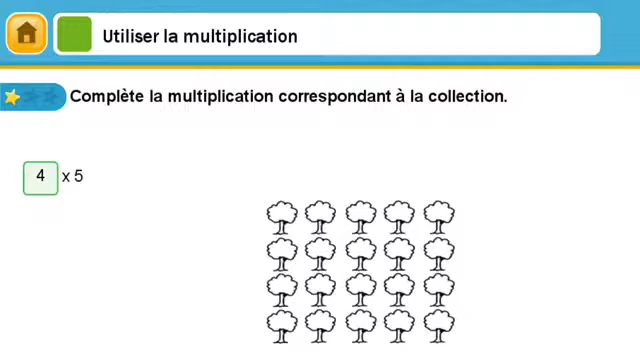 Utiliser la multiplication
Complète la multiplication correspondant à la collection.
4 x 5